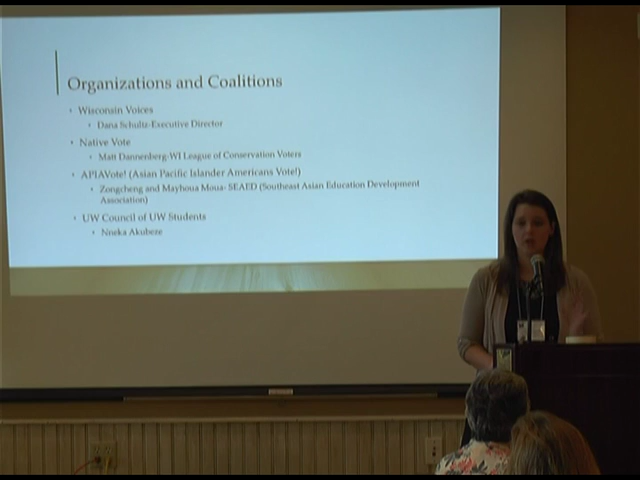 Organizations and Coalitions
• Wisconsin Voices
• Dana Schultz-Executive Director
• Native Vote
• Matt Dannenberg-WI League of Conservation Voters
• APIAVote! (Asian Pacific Islander Americans Vote!)
• Zongcheng and Mayhoua Moua- SEAED (Southeast Asian Education Development
Association)
• UW Council of UW Students
• Nneka Akubeze